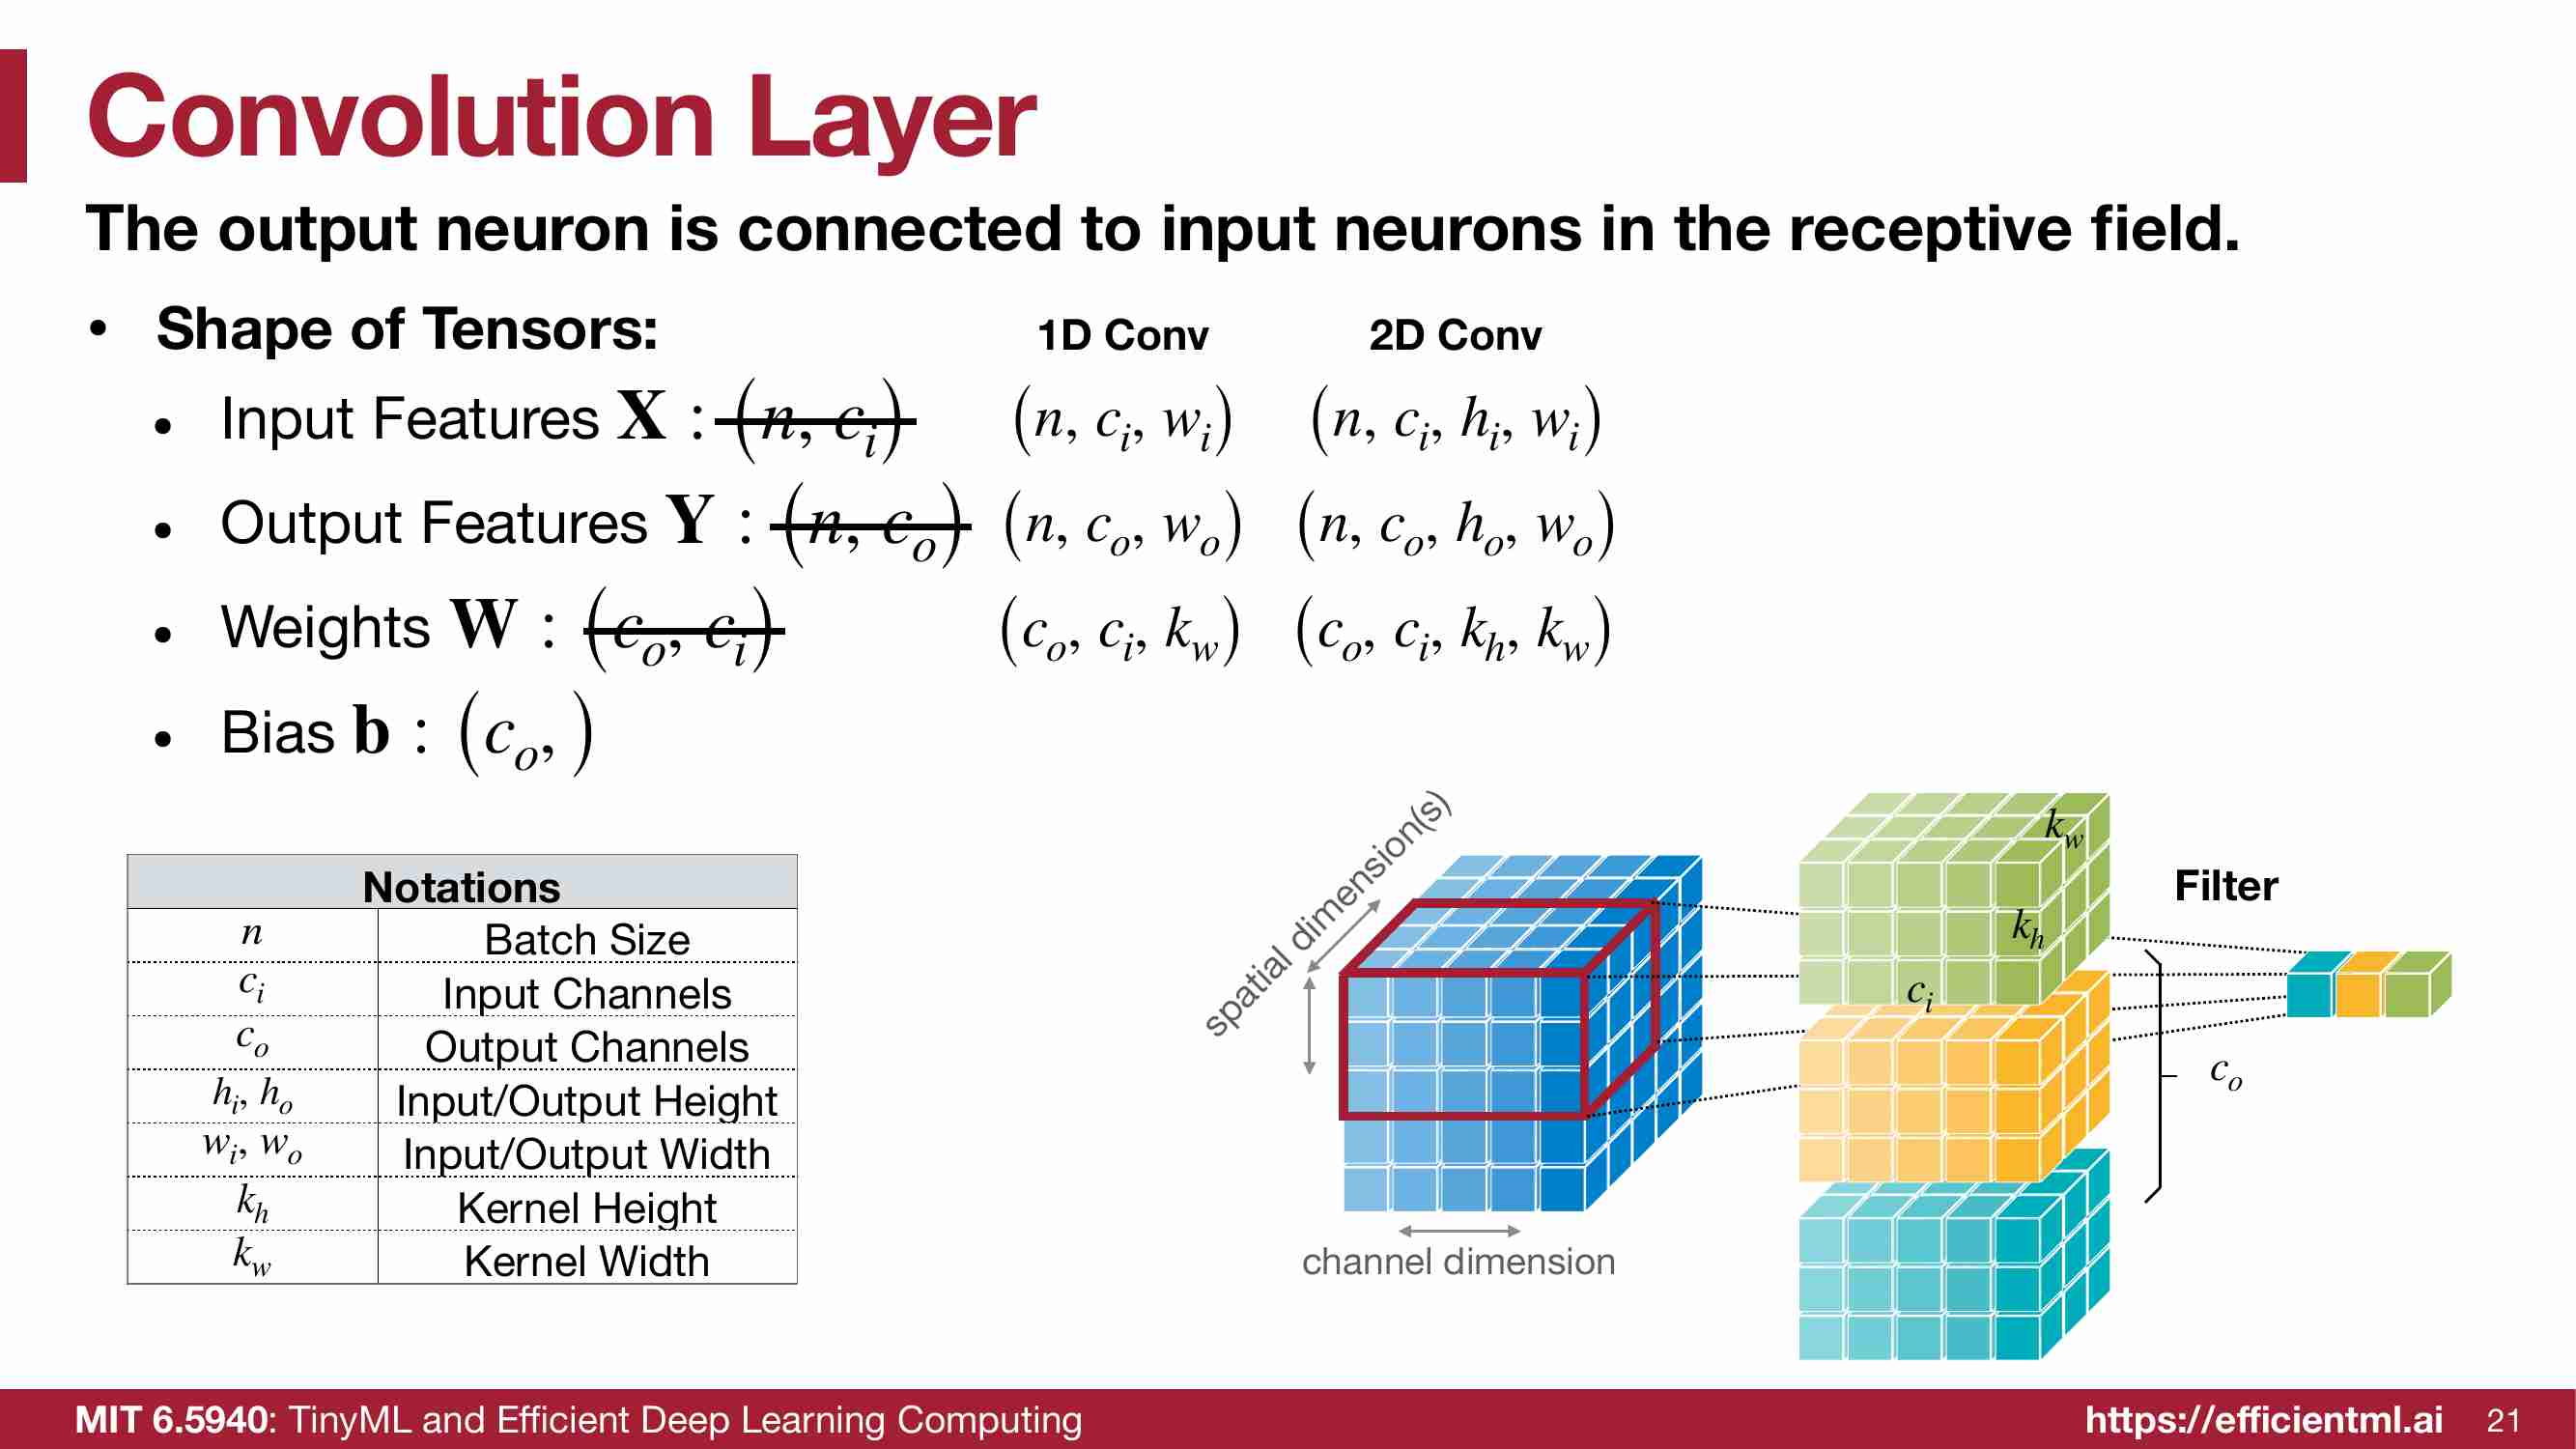 Convolution Layer
The output neuron is connected to input neurons in the receptive field.
• Shape of Tensors: 1D Conv 2D Conv
• Input Features X : (n, c_i) (n, c_i, w_i) (n, c_i, h_i, w_i)
• Output Features Y : (n, c_o) (n, c_o, w_o) (n, c_o, h_o, w_o)
• Weights W : (c_o, c_i) (c_o, c_i, k_w) (c_o, c_i, k_h, k_w)
• Bias b : (c_o, )
Notations
n Batch Size
c_i Input Channels
c_o Output Channels
h_i, h_o Input/Output Height
w_i, w_o Input/Output Width
k_h Kernel Height
k_w Kernel Width
spatial dimension(s)
channel dimension
k_w
k_h
c_i
Filter
c_o
MIT 6.5940: TinyML and Efficient Deep Learning Computing
https://efficientml.ai 21